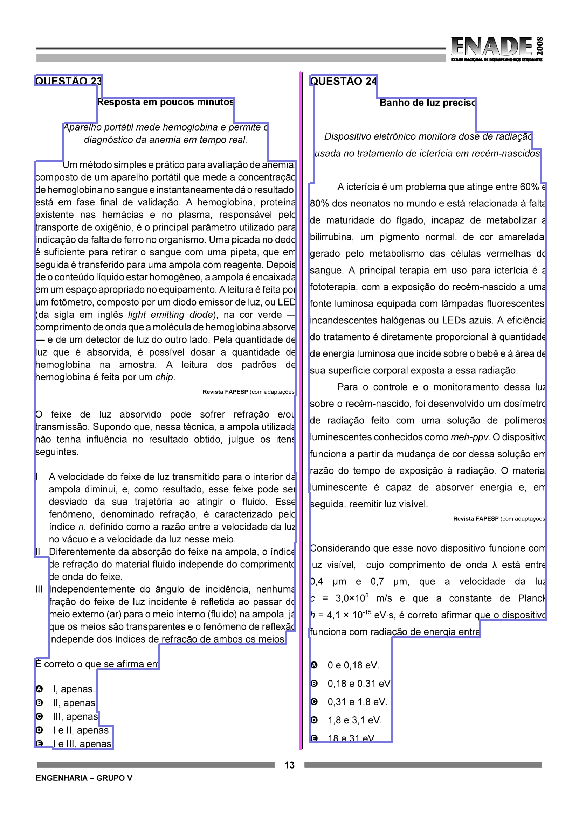 ENADE 2008
EXAME NACIONAL DE DESEMPENHO DOS ESTUDANTES
QUESTÃO 23
Resposta em poucos minutos
Aparelho portátil mede hemoglobina e permite o
diagnóstico da anemia em tempo real.
Um método simples e prático para avaliação de anemia,
composto de um aparelho portátil que mede a concentração
de hemoglobina no sangue e instantaneamente dá o resultado,
está em fase final de validação. A hemoglobina, proteína
existente nas hemácias e no plasma, responsável pelo
transporte de oxigênio, é o principal parâmetro utilizado para
indicação da falta de ferro no organismo. Uma picada no dedo
é suficiente para retirar o sangue com uma pipeta, que em
seguida é transferido para uma ampola com reagente. Depois
de o conteúdo líquido estar homogêneo, a ampola é encaixada
em um espaço apropriado no equipamento. A leitura é feita por
um fotômetro, composto por um diodo emissor de luz, ou LED
(da sigla em inglês light emitting diode), na cor verde —
comprimento de onda que a molécula de hemoglobina absorve
— e de um detector de luz do outro lado. Pela quantidade de
luz que é absorvida, é possível dosar a quantidade de
hemoglobina na amostra. A leitura dos padrões de
hemoglobina é feita por um chip.
Revista FAPESP (com adaptações).
O feixe de luz absorvido pode sofrer refração e/ou
transmissão. Supondo que, nessa técnica, a ampola utilizada
não tenha influência no resultado obtido, julgue os itens
seguintes.
I A velocidade do feixe de luz transmitido para o interior da
ampola diminui, e, como resultado, esse feixe pode ser
desviado da sua trajetória ao atingir o fluido. Esse
fenômeno, denominado refração, é caracterizado pelo
índice n, definido como a razão entre a velocidade da luz
no vácuo e a velocidade da luz nesse meio.
II Diferentemente da absorção do feixe na ampola, o índice
de refração do material fluido independe do comprimento
de onda do feixe.
III Independentemente do ângulo de incidência, nenhuma
fração do feixe de luz incidente é refletida ao passar do
meio externo (ar) para o meio interno (fluido) na ampola, já
que os meios são transparentes e o fenômeno de reflexão
independe dos índices de refração de ambos os meios.
É correto o que se afirma em
A I, apenas.
B II, apenas.
C III, apenas.
D I e II, apenas.
E I e III, apenas.
QUESTÃO 24
Banho de luz preciso
Dispositivo eletrônico monitora dose de radiação
usada no tratamento de icterícia em recém-nascidos
A icterícia é um problema que atinge entre 60% e
80% dos neonatos no mundo e está relacionada à falta
de maturidade do fígado, incapaz de metabolizar a
bilirrubina, um pigmento normal, de cor amarelada,
gerado pelo metabolismo das células vermelhas do
sangue. A principal terapia em uso para icterícia é a
fototerapia, com a exposição do recém-nascido a uma
fonte luminosa equipada com lâmpadas fluorescentes,
incandescentes halógenas ou LEDs azuis. A eficiência
do tratamento é diretamente proporcional à quantidade
de energia luminosa que incide sobre o bebê e à área de
sua superfície corporal exposta a essa radiação.
Para o controle e o monitoramento dessa luz
sobre o recém-nascido, foi desenvolvido um dosímetro
de radiação feito com uma solução de polímeros
luminescentes conhecidos como meh-ppv. O dispositivo
funciona a partir da mudança de cor dessa solução em
razão do tempo de exposição à radiação. O material
luminescente é capaz de absorver energia e, em
seguida, reemitir luz visível.
Revista FAPESP (com adaptações).
Considerando que esse novo dispositivo funcione com
luz visível, cujo comprimento de onda λ está entre
0,4 μm e 0,7 μm, que a velocidade da luz
c = 3,0×10⁸ m/s e que a constante de Planck
h = 4,1 × 10⁻¹⁵ eV·s, é correto afirmar que o dispositivo
funciona com radiação de energia entre
A 0 e 0,18 eV.
B 0,18 e 0,31 eV.
C 0,31 e 1,8 eV.
D 1,8 e 3,1 eV.
E 18 e 31 eV.
13
ENGENHARIA – GRUPO V